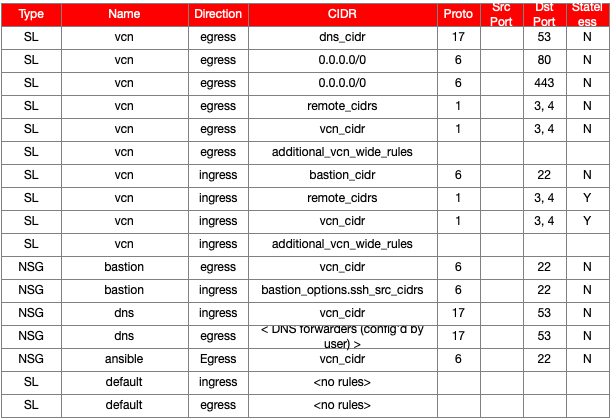 Type Name Direction CIDR Proto Src Port Dst Port Statel ess
SL vcn egress dns_cidr 17 53 N
SL vcn egress 0.0.0.0/0 6 80 N
SL vcn egress 0.0.0.0/0 6 443 N
SL vcn egress remote_cidrs 1 3, 4 N
SL vcn egress vcn_cidr 1 3, 4 N
SL vcn egress additional_vcn_wide_rules
SL vcn ingress bastion_cidr 6 22 N
SL vcn ingress remote_cidrs 1 3, 4 Y
SL vcn ingress vcn_cidr 1 3, 4 Y
SL vcn ingress additional_vcn_wide_rules
NSG bastion egress vcn_cidr 6 22 N
NSG bastion ingress bastion_options.ssh_src_cidrs 6 22 N
NSG dns ingress vcn_cidr 17 53 N
NSG dns egress < DNS forwarders (config'd by user) > 17 53 N
NSG ansible Egress vcn_cidr 6 22 N
SL default ingress <no rules>
SL default egress <no rules>